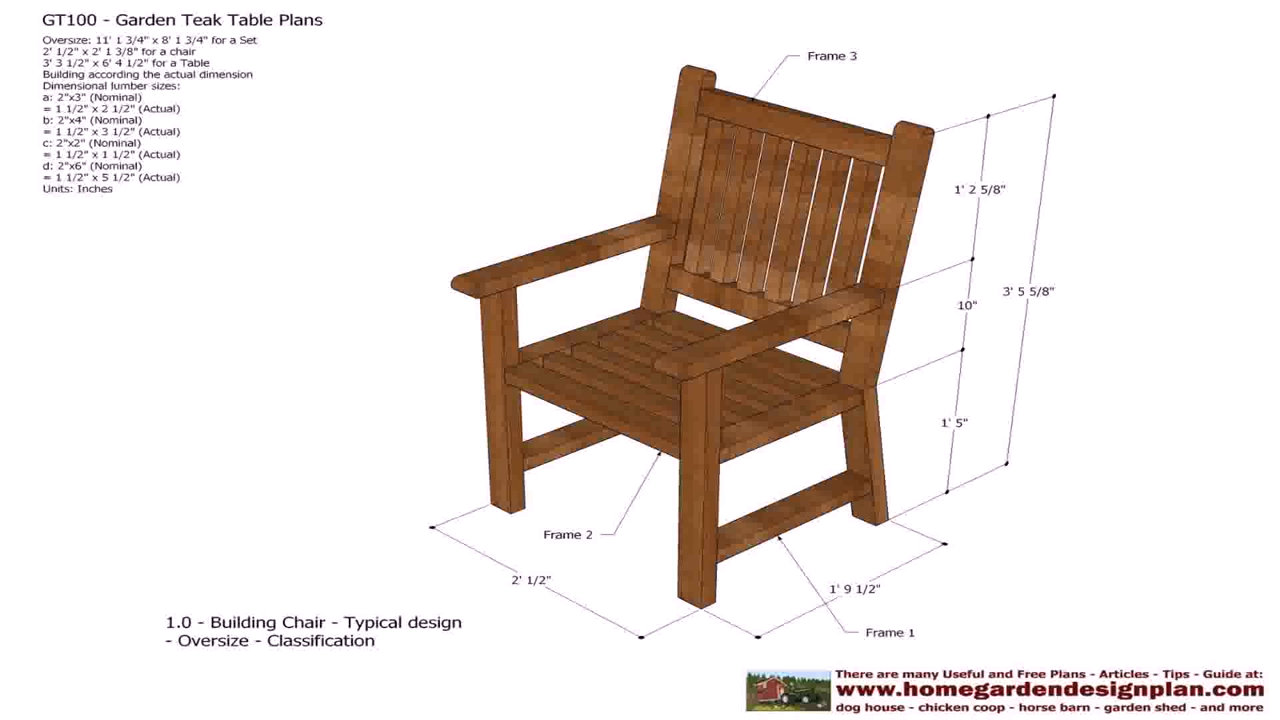 GT100 - Garden Teak Table Plans
Oversize: 11' 1 3/4" x 8' 1 3/4" for a Set
2' 1/2" x 2' 1 3/8" for a chair
3' 3 1/2" x 6' 4 1/2" for a Table
Building according the actual dimension
Dimensional lumber sizes:
a: 2"x3" (Nominal)
= 1 1/2" x 2 1/2" (Actual)
b: 2"x4" (Nominal)
= 1 1/2" x 3 1/2" (Actual)
c: 2"x2" (Nominal)
= 1 1/2" x 1 1/2" (Actual)
d: 2"x6" (Nominal)
= 1 1/2" x 5 1/2" (Actual)
Units: Inches
Frame 3
1' 2 5/8"
3' 5 5/8"
10"
1' 5"
Frame 2
2' 1/2"
1' 9 1/2"
Frame 1
1.0 - Building Chair - Typical design
- Oversize - Classification
There are many Useful and Free Plans - Articles - Tips - Guide at:
www.homegardendesignplan.com
dog house - chicken coop - horse barn - garden shed - and more